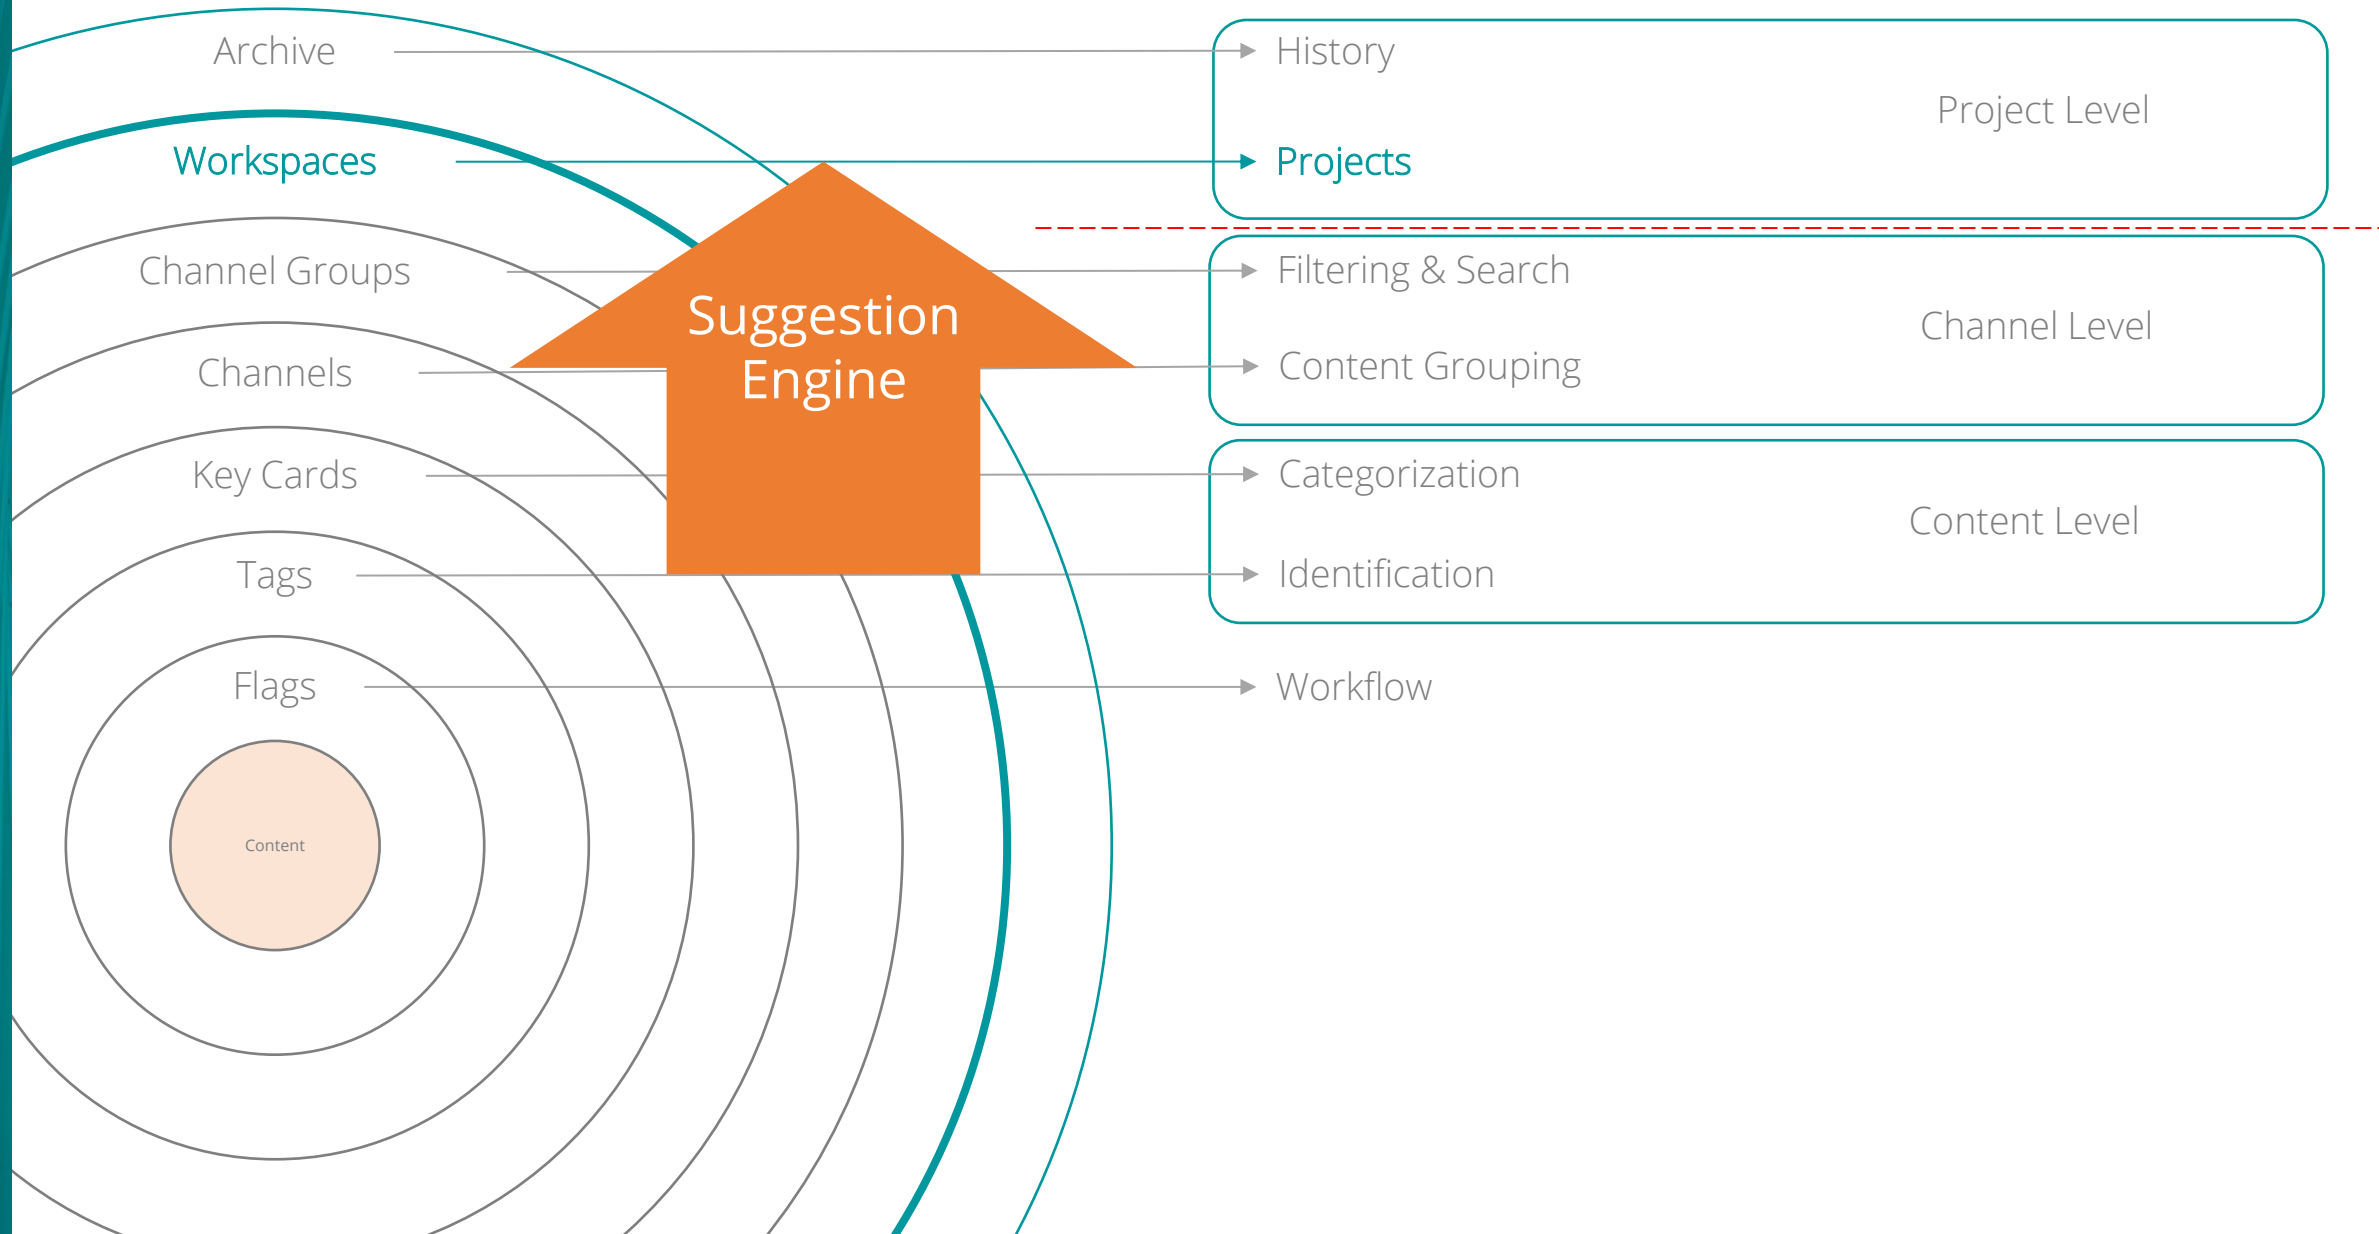 Archive
History
Project Level
Workspaces
Projects
Channel Groups
Filtering & Search
Channel Level
Suggestion
Engine
Channels
Content Grouping
Key Cards
Categorization
Content Level
Tags
Identification
Flags
Workflow
Content